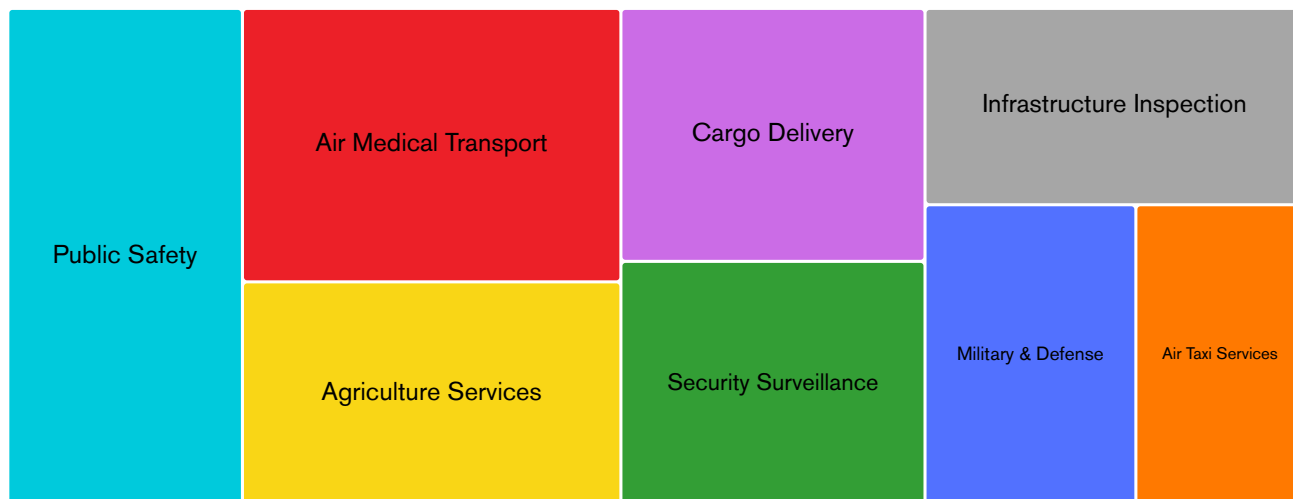 Public Safety
Air Medical Transport
Agriculture Services
Cargo Delivery
Security Surveillance
Infrastructure Inspection
Military & Defense
Air Taxi Services